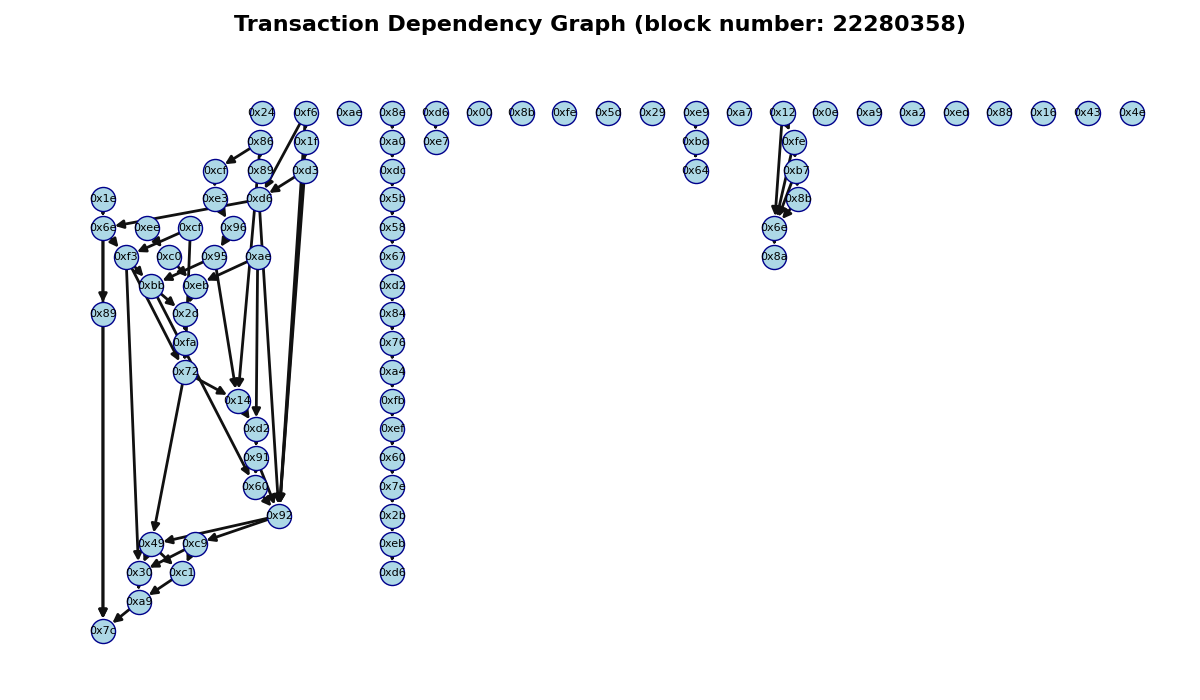 Transaction Dependency Graph (block number: 22280358)
0x24 0xf6 0xae 0x8e 0xd6 0x00 0x8b 0xfe 0x5d 0x29 0xe9 0xa7 0x12 0x0e 0xa9 0xa2 0xed 0x88 0x16 0x43 0x4e
0x86 0x1f 0xa0 0xe7 0xbd 0xfe
0xcf 0x89 0xd3 0xdc 0x64 0xb7
0x1e 0xe3 0xd6 0x5b 0x8b
0x6e 0xee 0xcf 0x96 0x58 0x6e
0xf3 0xc0 0x95 0xae 0x67 0x8a
0xbb 0xeb 0xd2
0x89 0x2d 0x84
0xfa 0x76
0x72 0xa4
0x14 0xfb
0xd2 0xef
0x91 0x60
0x60 0x7e
0x92 0x2b
0x49 0xc9 0xeb
0x30 0xc1 0xd6
0xa9